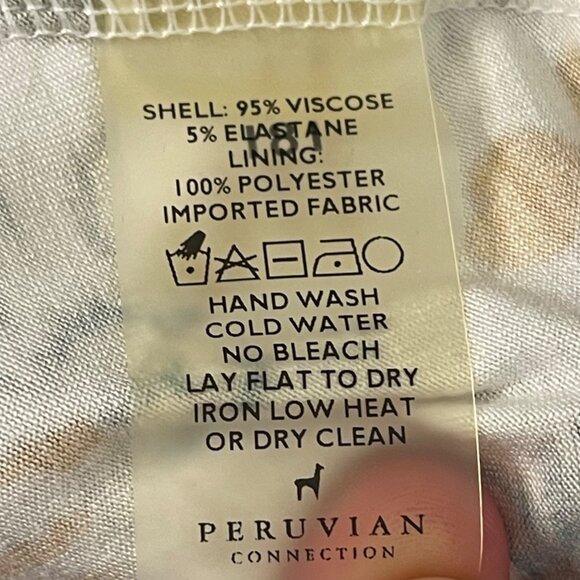 SHELL: 95% VISCOSE
5% ELASTANE
LINING:
100% POLYESTER
IMPORTED FABRIC
HAND WASH
COLD WATER
NO BLEACH
LAY FLAT TO DRY
IRON LOW HEAT
OR DRY CLEAN
PERUVIAN
CONNECTION